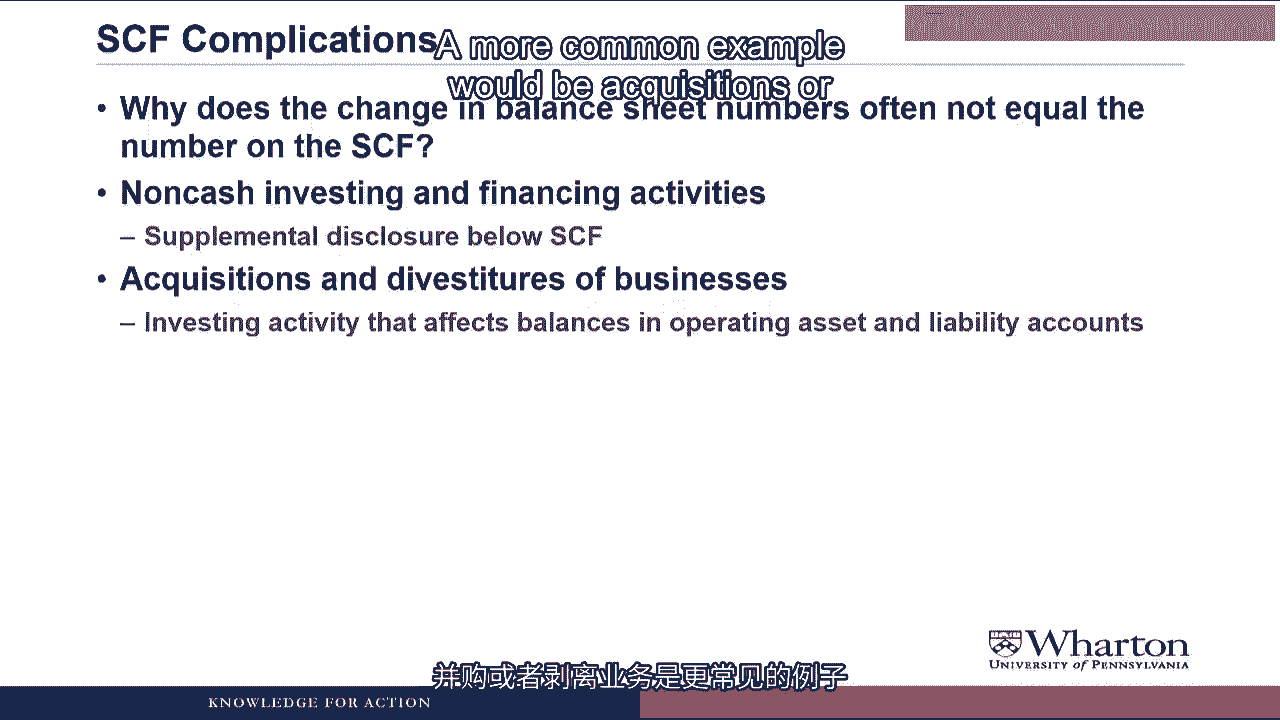 SCF Complications
A more common example
would be acquisitions or
• Why does the change in balance sheet numbers often not equal the
number on the SCF?
• Noncash investing and financing activities
– Supplemental disclosure below SCF
• Acquisitions and divestitures of businesses
– Investing activity that affects balances in operating asset and liability accounts
Wharton
UNIVERSITY of PENNSYLVANIA
并购或者剥离业务是更常见的例子
KNOWLEDGE FOR ACTION